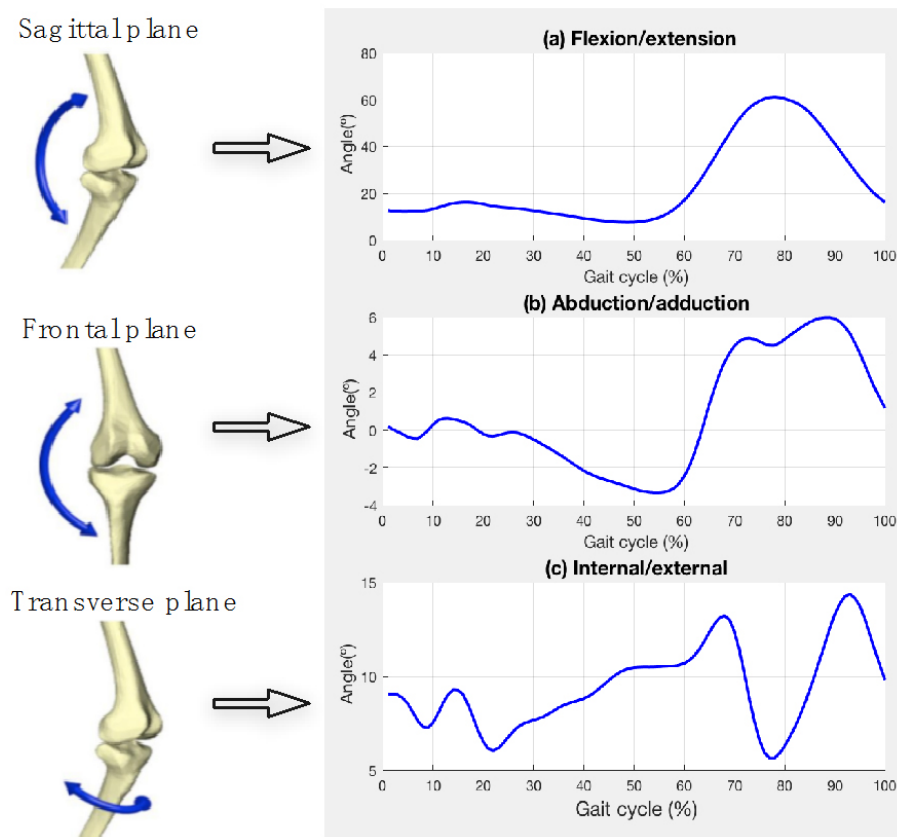 Sagittal plane
(a) Flexion/extension
80
60
40
20
0
Angle(º)
0 10 20 30 40 50 60 70 80 90 100
Gait cycle (%)
Frontal plane
(b) Abduction/adduction
6
4
2
0
-2
-4
Angle(º)
0 10 20 30 40 50 60 70 80 90 100
Gait cycle (%)
Transverse plane
(c) Internal/external
15
10
5
Angle(º)
0 10 20 30 40 50 60 70 80 90 100
Gait cycle (%)